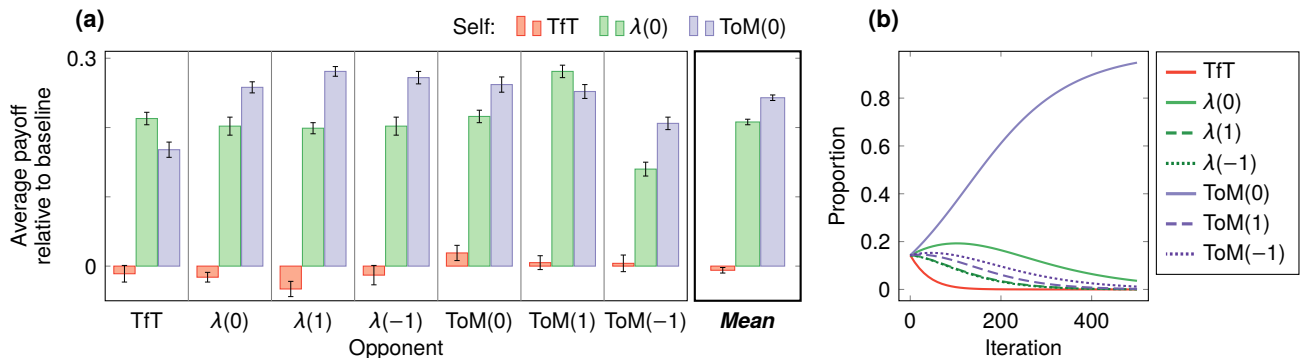 (a)
Self: TfT λ(0) ToM(0)
Average payoff
relative to baseline
0.3
0
TfT λ(0) λ(1) λ(−1) ToM(0) ToM(1) ToM(−1) Mean
Opponent
(b)
Proportion
0.8
0.6
0.4
0.2
0
0 200 400
Iteration
TfT
λ(0)
λ(1)
λ(−1)
ToM(0)
ToM(1)
ToM(−1)